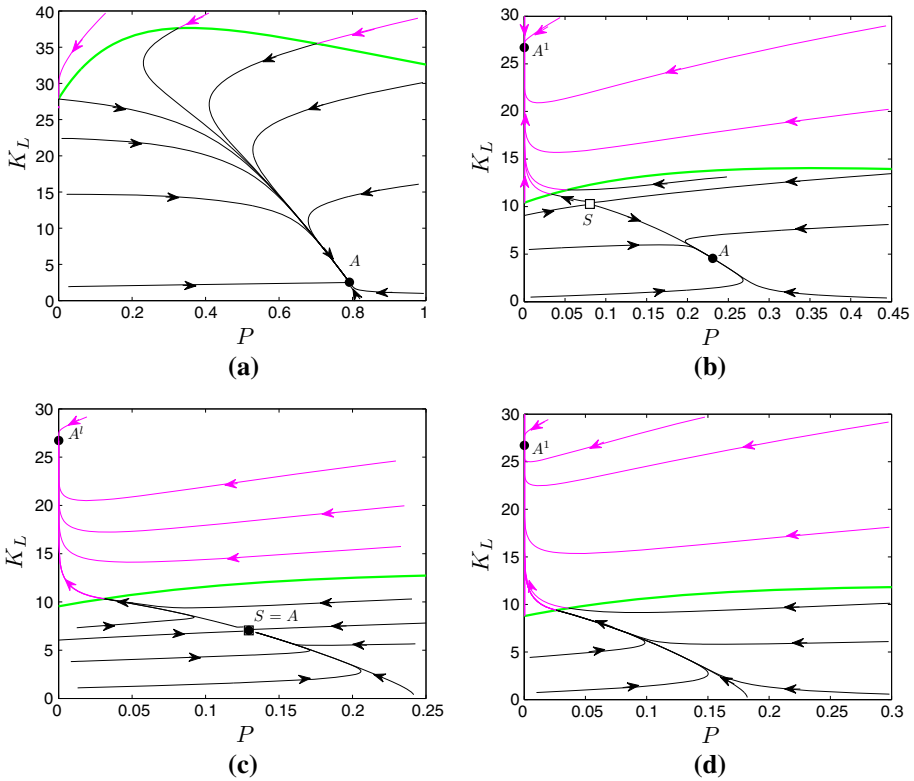 40
35
30
25
20
15
10
5
0
K_L
A
0 0.2 0.4 0.6 0.8 1
P
(a)
30
25
20
15
10
5
0
K_L
A^1
S
A
0 0.05 0.1 0.15 0.2 0.25 0.3 0.35 0.4 0.45
P
(b)
30
25
20
15
10
5
0
K_L
A^l
S = A
0 0.05 0.1 0.15 0.2 0.25
P
(c)
30
25
20
15
10
5
0
K_L
A^1
0 0.05 0.1 0.15 0.2 0.25 0.3
P
(d)